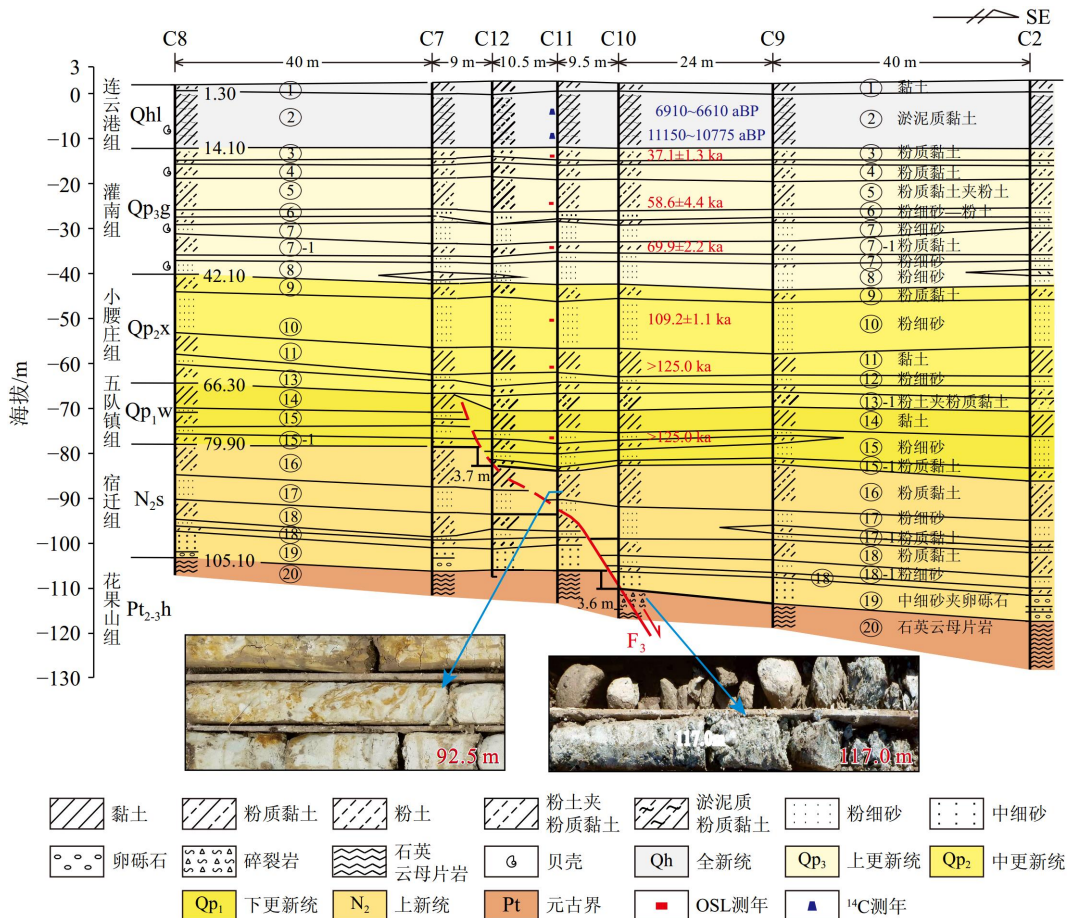 SE
C8 C7 C12 C11 C10 C9 C2
40 m 9 m 10.5 m 9.5 m 24 m 40 m
海拔/m
3
0
−10
−20
−30
−40
−50
−60
−70
−80
−90
−100
−110
−120
−130
连云港组
灌南组
小腰庄组
五队镇组
宿迁组
花果山组
Qhl
Qp₃g
Qp₂x
Qp₁w
N₂s
Pt₂₋₃h
1.30
14.10
42.10
66.30
79.90
105.10
①
②
③
④
⑤
⑥
⑦
⑦-1
⑧
⑨
⑩
⑪
⑬
⑭
⑮
⑮-1
⑯
⑰
⑱
⑱
⑲
⑳
6910~6610 aBP
11150~10775 aBP
37.1±1.3 ka
58.6±4.4 ka
69.9±2.2 ka
109.2±1.1 ka
>125.0 ka
>125.0 ka
3.7 m
3.6 m
F₃
⑱
① 黏土
② 淤泥质黏土
③ 粉质黏土
④ 粉质黏土
⑤ 粉质黏土夹粉土
⑥ 粉细砂—粉土
⑦ 粉细砂
⑦-1粉质黏土
⑦ 粉细砂
⑧ 粉细砂
⑨ 粉质黏土
⑩ 粉细砂
⑪ 黏土
⑫ 粉细砂
⑬-1粉土夹粉质黏土
⑭ 黏土
⑮ 粉细砂
⑮-1粉质黏土
⑯ 粉质黏土
⑰ 粉细砂
⑰-1粉质黏土
⑱ 粉质黏土
⑱-1粉细砂
⑲ 中细砂夹卵砾石
⑳ 石英云母片岩
92.5 m
117.0m
117.0 m
黏土 粉质黏土 粉土 粉土夹
粉质黏土 淤泥质
粉质黏土 粉细砂 中细砂
卵砾石 碎裂岩 石英
云母片岩 贝壳 Qh 全新统 Qp₃ 上更新统 Qp₂ 中更新统
Qp₁ 下更新统 N₂ 上新统 Pt 元古界 OSL测年 ¹⁴C测年